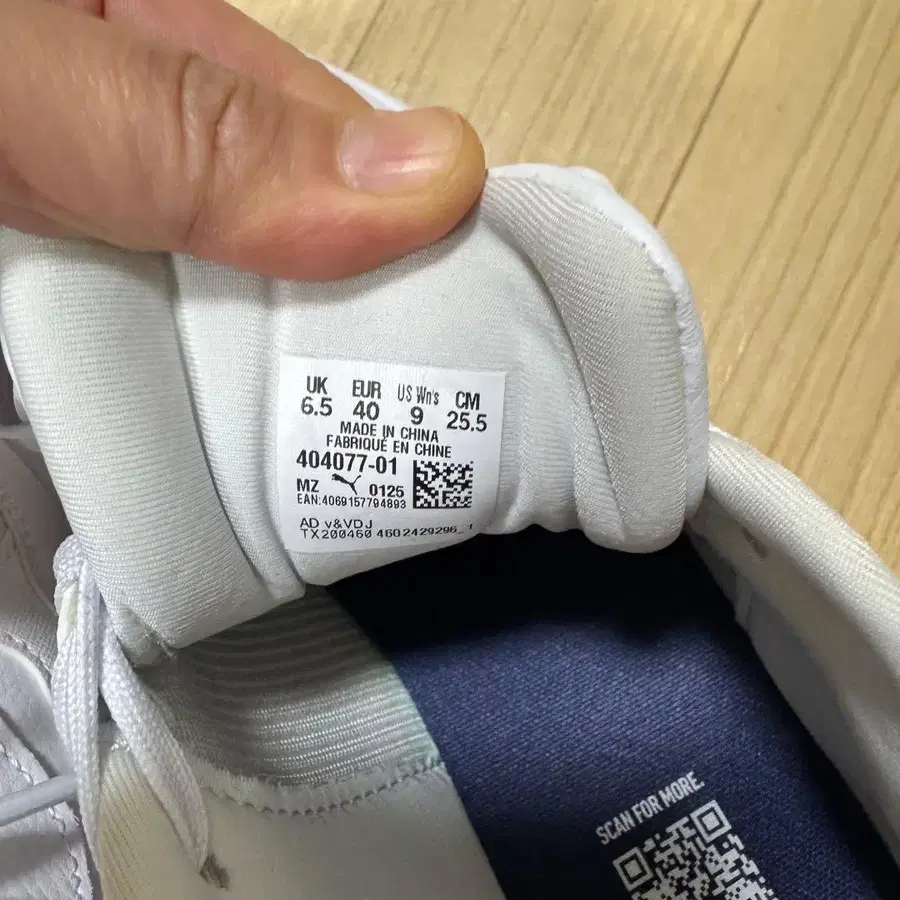 UK EUR US Wn's CM
6.5 40 9 25.5
MADE IN CHINA
FABRIQUÉ EN CHINE
404077-01
MZ 0125
EAN:4069157794893
AD v&VDJ
TX200460 4602429296_1
SCAN FOR MORE.